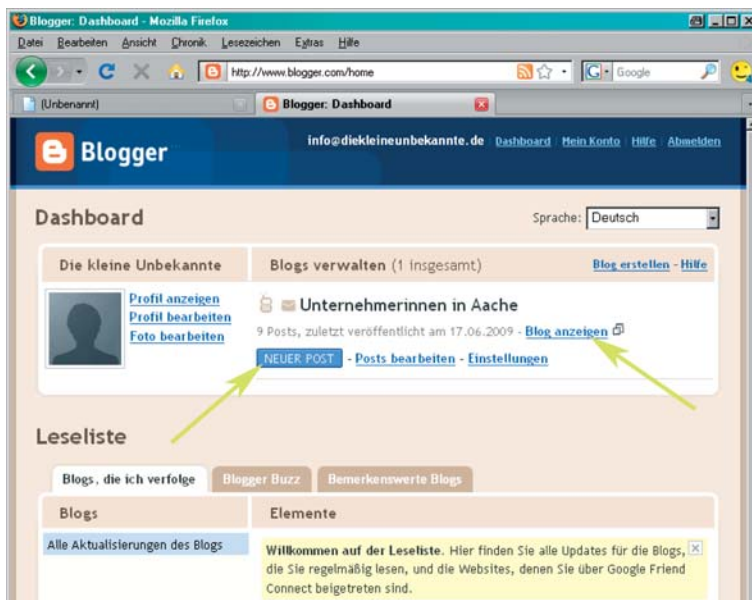 Blogger: Dashboard - Mozilla Firefox
Datei Bearbeiten Ansicht Chronik Lesezeichen Extras Hilfe
http://www.blogger.com/home
Google
(Unbenannt)
Blogger: Dashboard
Blogger
info@diekleineunbekannte.de Dashboard Mein Konto Hilfe Abmelden
Dashboard
Sprache: Deutsch
Die kleine Unbekannte
Blogs verwalten (1 insgesamt)
Blog erstellen - Hilfe
Profil anzeigen
Profil bearbeiten
Foto bearbeiten
Unternehmerinnen in Aache
9 Posts, zuletzt veröffentlicht am 17.06.2009 - Blog anzeigen
NEUER POST - Posts bearbeiten - Einstellungen
Leseliste
Blogs, die ich verfolge
Blogger Buzz
Bemerkenswerte Blogs
Blogs
Elemente
Alle Aktualisierungen des Blogs
Willkommen auf der Leseliste. Hier finden Sie alle Updates für die Blogs,
die Sie regelmäßig lesen, und die Websites, denen Sie über Google Friend
Connect beigetreten sind.